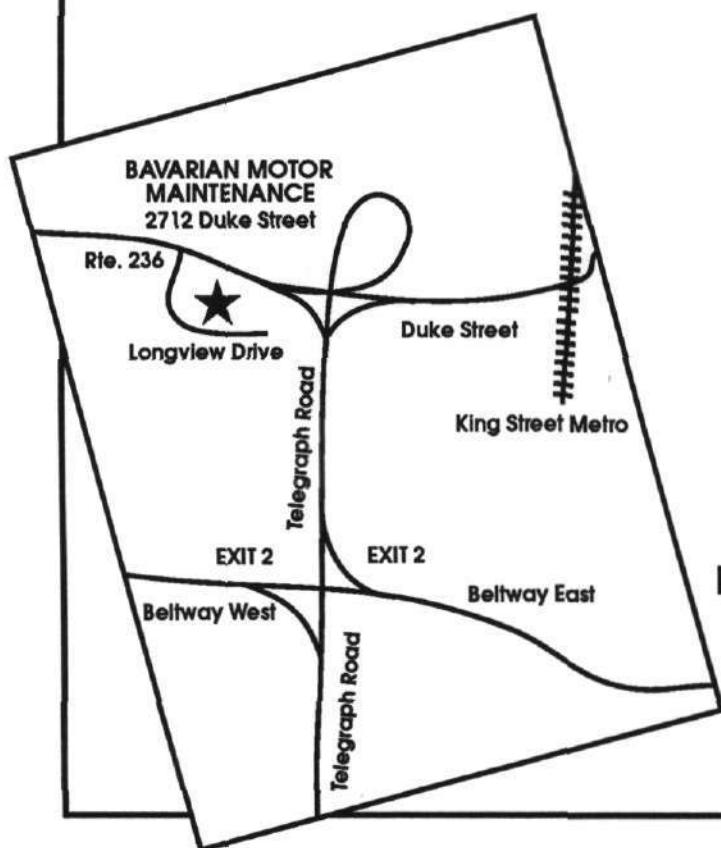 BAVARIAN MOTOR
MAINTENANCE
2712 Duke Street
Rte. 236
Longview Drive
Duke Street
King Street Metro
Telegraph Road
EXIT 2
EXIT 2
Beltway West
Beltway East
Telegraph Road